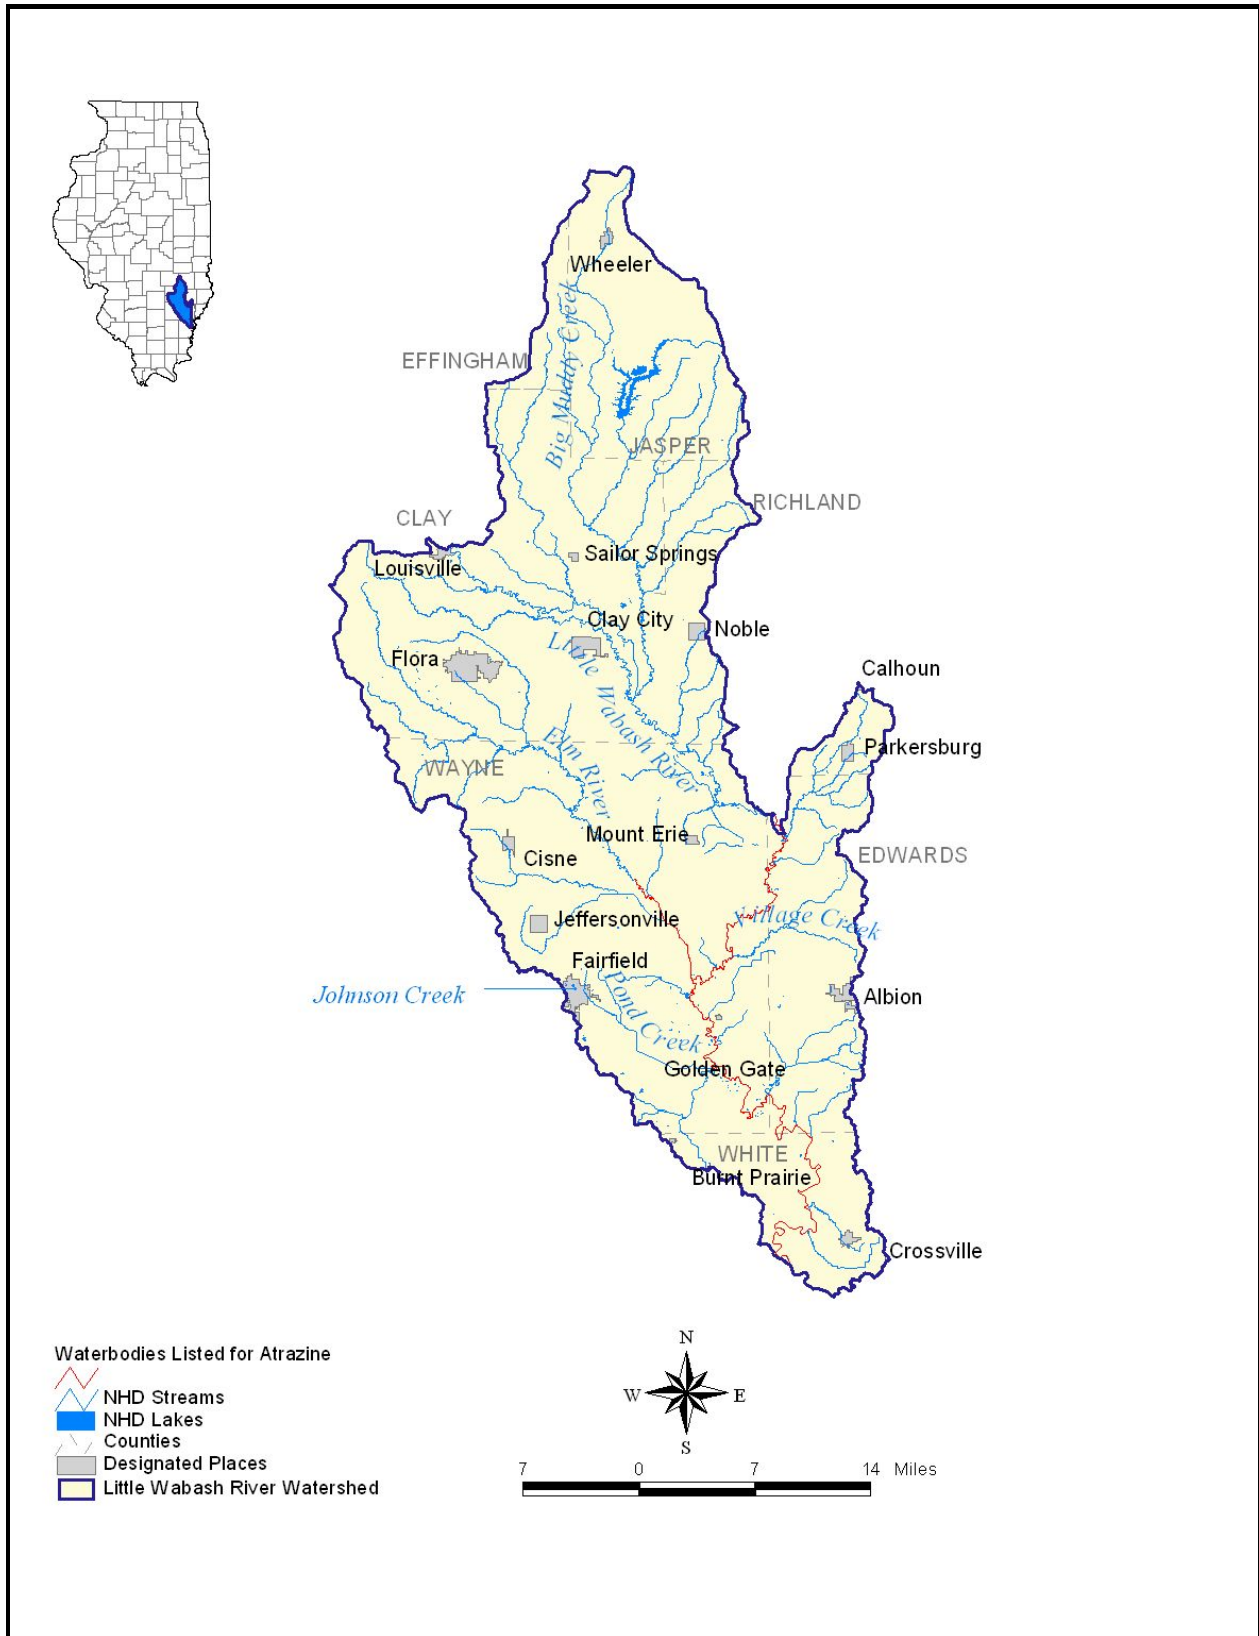 Wheeler
Big Muddy Creek
EFFINGHAM
JASPER
RICHLAND
CLAY
Sailor Springs
Louisville
Clay City
Noble
Little Wabash River
Flora
Calhoun
Elm River
Parkersburg
WAYNE
Mount Erie
Cisne
EDWARDS
Village Creek
Jeffersonville
Fairfield
Pond Creek
Johnson Creek
Albion
Golden Gate
WHITE
Burnt Prairie
Crossville
Waterbodies Listed for Atrazine
NHD Streams
NHD Lakes
Counties
Designated Places
Little Wabash River Watershed
N
W E
S
7 0 7 14 Miles